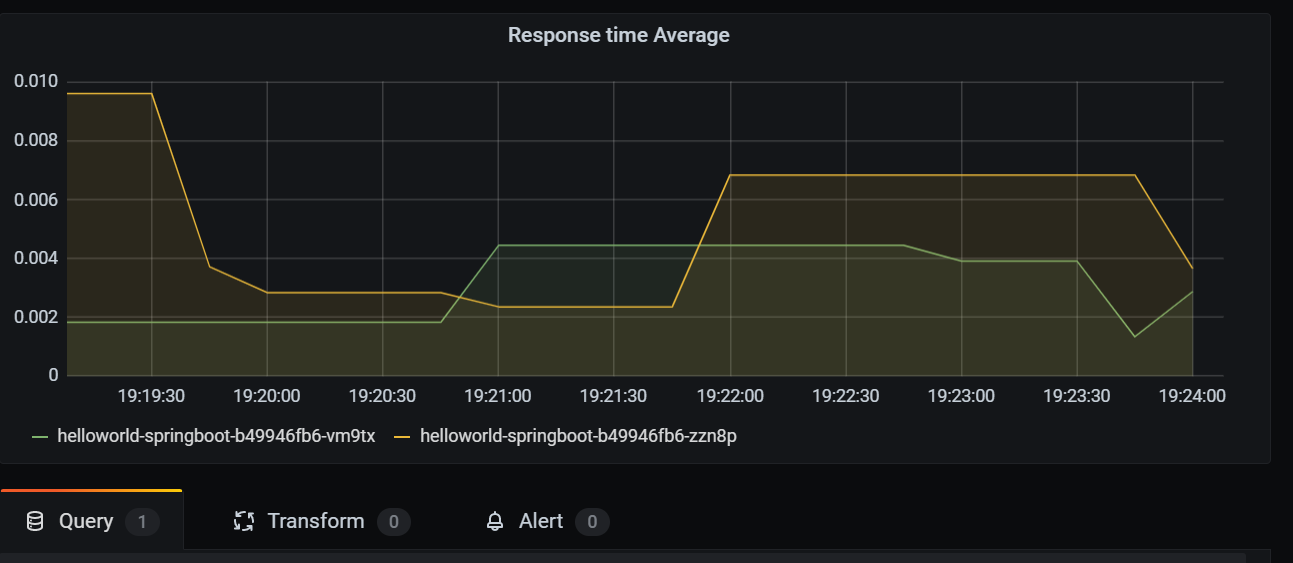 Response time Average
0.010
0.008
0.006
0.004
0.002
0
19:19:30 19:20:00 19:20:30 19:21:00 19:21:30 19:22:00 19:22:30 19:23:00 19:23:30 19:24:00
helloworld-springboot-b49946fb6-vm9tx helloworld-springboot-b49946fb6-zzn8p
Query 1 Transform 0 Alert 0